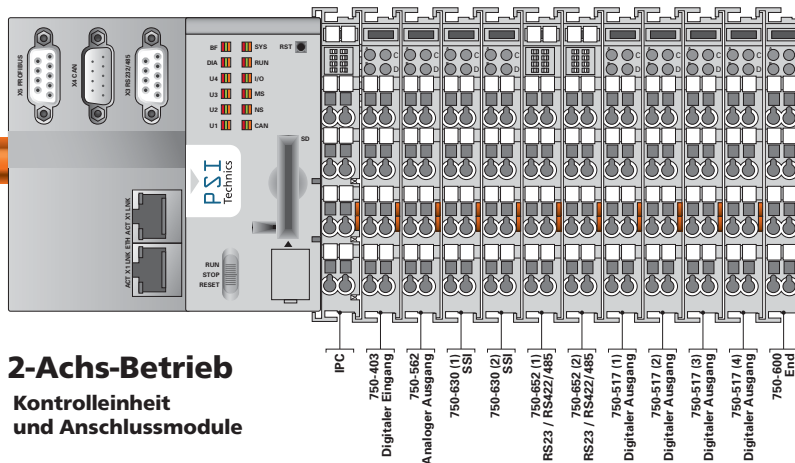 X5 PROFIBUS
X4 CAN
X3 RS232/485
BF
SYS
RST
DIA
RUN
U4
I/O
U3
MS
U2
NS
U1
CAN
SD
PSI
Technics
RUN
STOP
RESET
ACT X1 LNK ETH ACT X1 LNK
C C C C C C C C C
D D D D D D D D D
IPC
750-403
Digitaler Eingang
750-562
Analoger Ausgang
750-630 (1)
SSI
750-630 (2)
SSI
750-652 (1)
RS23 / RS422/485
750-652 (2)
RS23 / RS422/485
750-517 (1)
Digitaler Ausgang
750-517 (2)
Digitaler Ausgang
750-517 (3)
Digitaler Ausgang
750-517 (4)
Digitaler Ausgang
750-600
End
2-Achs-Betrieb
Kontrolleinheit
und Anschlussmodule